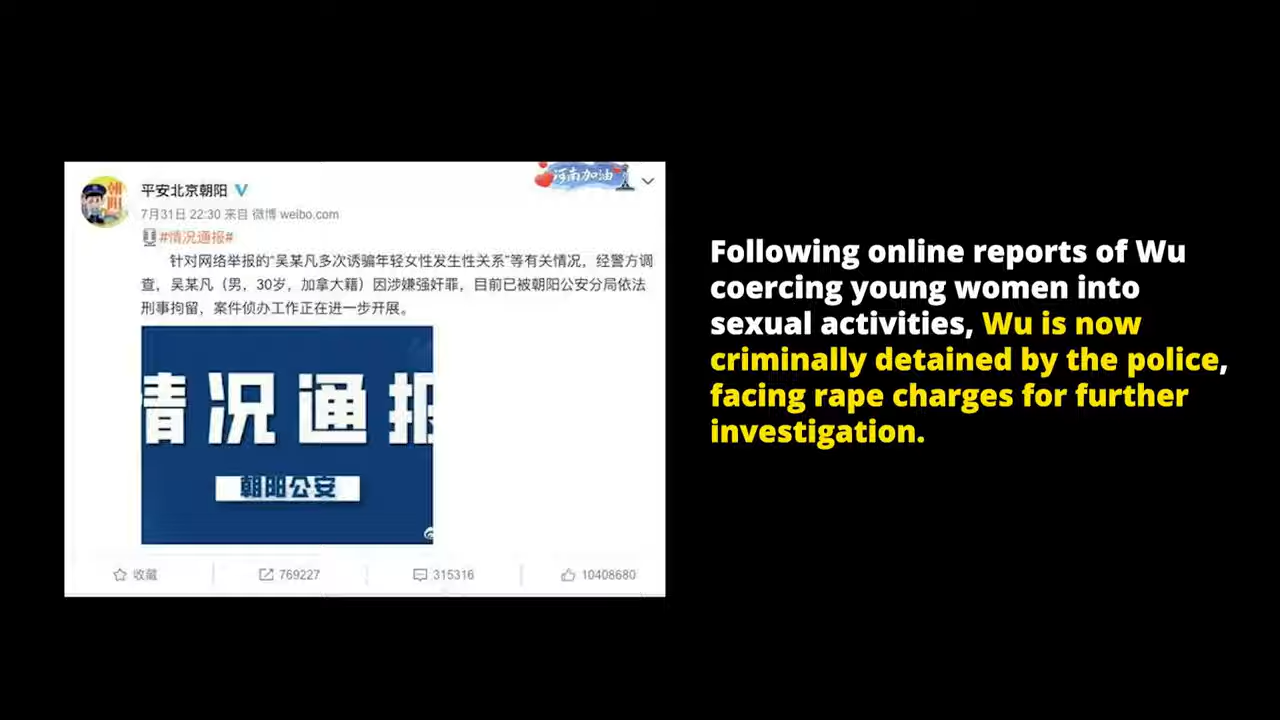 平安北京朝阳
河南加油
7月31日 22:30 来自 微博 weibo.com
#情况通报#
针对网络举报的“吴某凡多次诱骗年轻女性发生性关系”等有关情况，经警方调
查，吴某凡（男，30岁，加拿大籍）因涉嫌强奸罪，目前已被朝阳公安分局依法
刑事拘留，案件侦办工作正在进一步开展。
情况通报
朝阳公安
收藏
769227
315316
10408680
Following online reports of Wu
coercing young women into
sexual activities, Wu is now
criminally detained by the police,
facing rape charges for further
investigation.